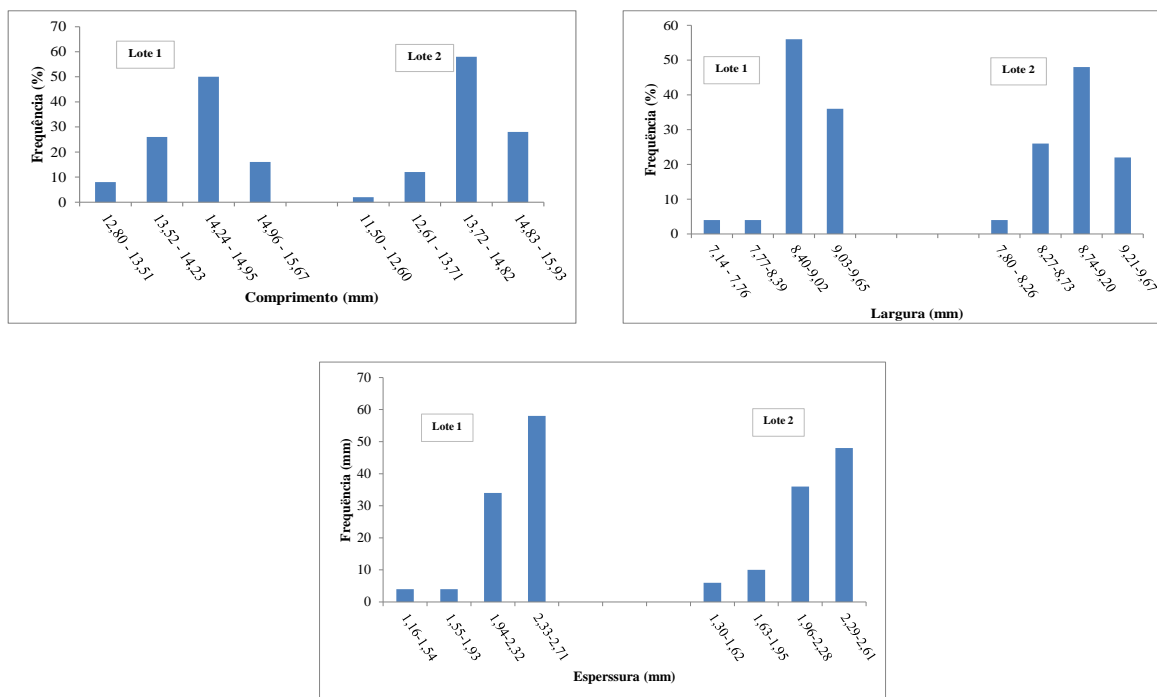 70
60
50
40
30
20
10
0
Frequência (%)
Lote 1
Lote 2
12,80 - 13,51
13,52 - 14,23
14,24 - 14,95
14,96 - 15,67
11,50 - 12,60
12,61 - 13,71
13,72 - 14,82
14,83 - 15,93
Comprimento (mm)
60
50
40
30
20
10
0
Frequëncia (%)
Lote 1
Lote 2
7,14 - 7,76
7,77-8,39
8,40-9,02
9,03-9,65
7,80 - 8,26
8,27-8,73
8,74-9,20
9,21-9,67
Largura (mm)
70
60
50
40
30
20
10
0
Frequëncia (mm)
Lote 1
Lote 2
1,16-1,54
1,55-1,93
1,94-2,32
2,33-2,71
1,30-1,62
1,63-1,95
1,96-2,28
2,29-2,61
Esperssura (mm)